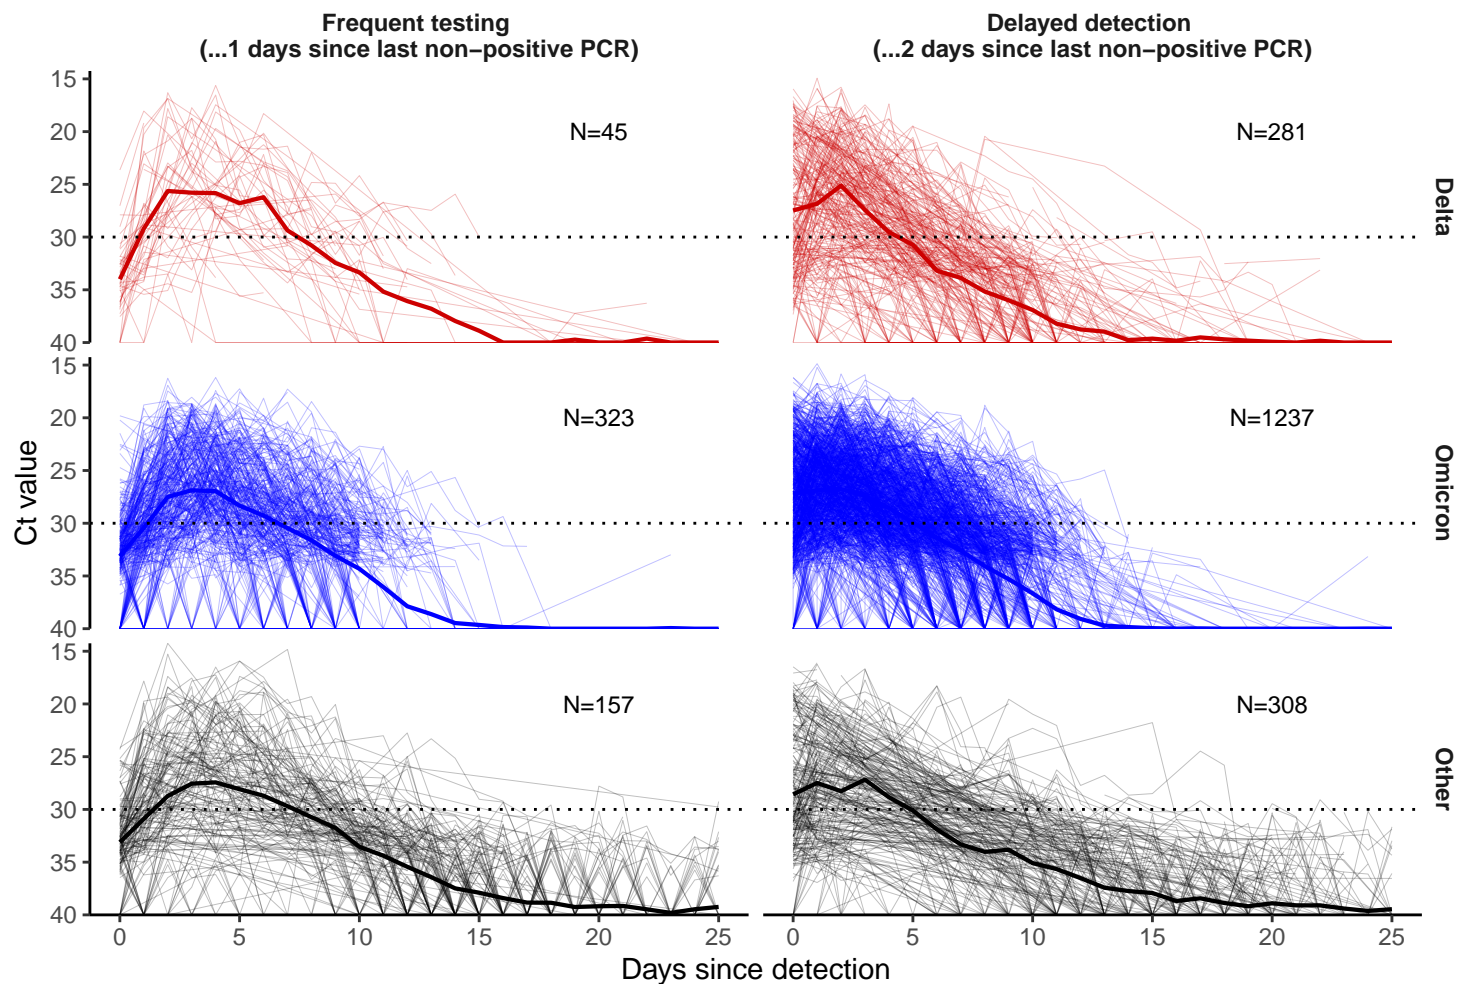 Frequent testing
(...1 days since last non−positive PCR)
Delayed detection
(...2 days since last non−positive PCR)
15
20
25
30
35
40
N=45
N=281
Delta
15
20
25
30
35
40
N=323
N=1237
Omicron
15
20
25
30
35
40
N=157
N=308
Other
Ct value
0
5
10
15
20
25
0
5
10
15
20
25
Days since detection